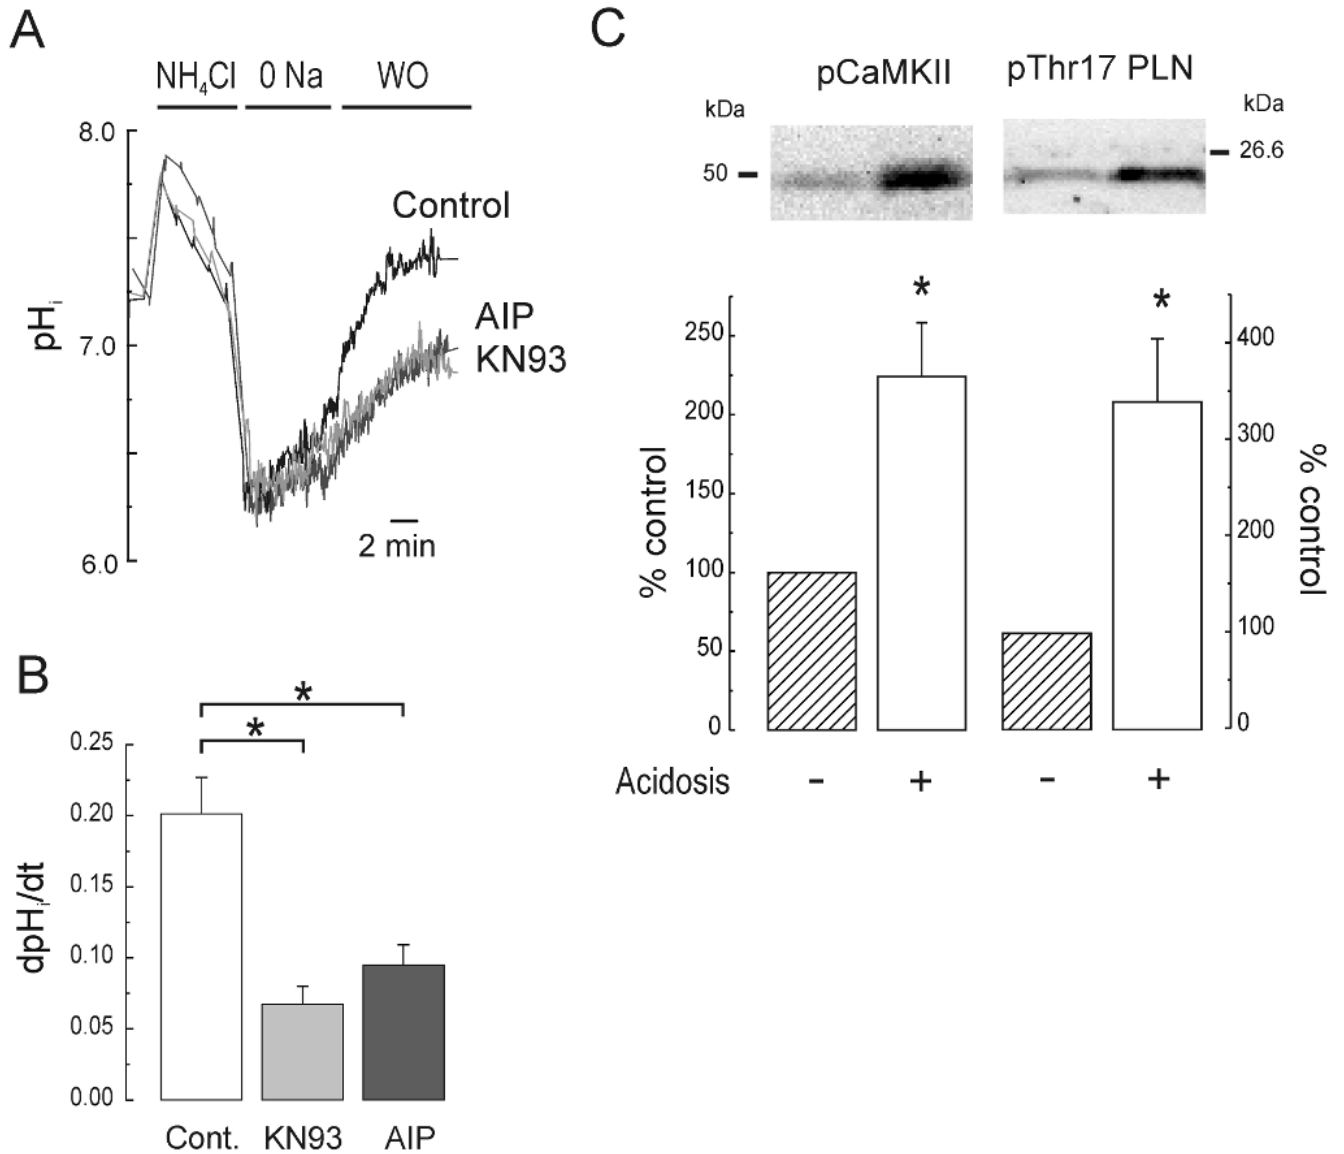 A
NH4Cl 0 Na WO
8.0
7.0
6.0
pHi
Control
AIP
KN93
2 min
B
*
*
0.25
0.20
0.15
0.10
0.05
0.00
dpHi/dt
Cont. KN93 AIP
C
pCaMKII pThr17 PLN
kDa
50
kDa
26.6
*
*
250
200
150
100
50
0
% control
400
300
200
100
0
% control
Acidosis - + - +